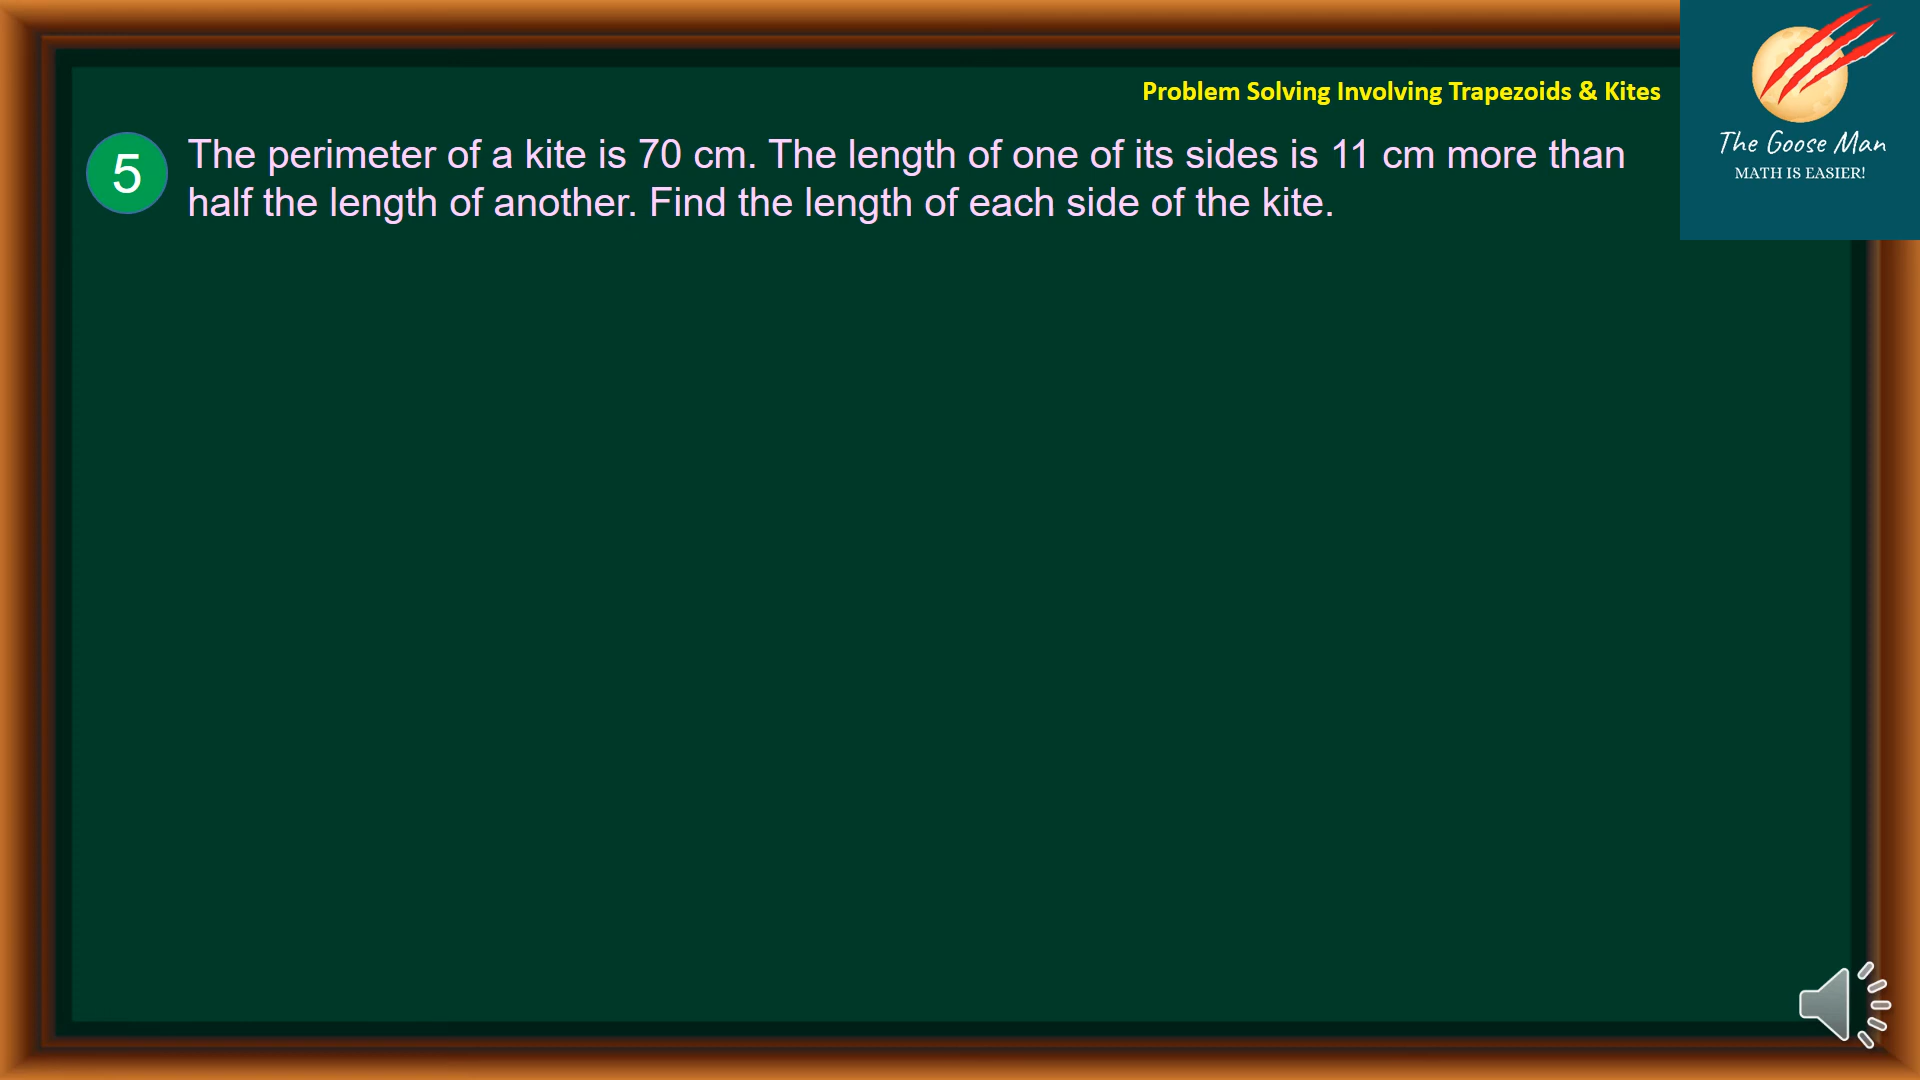 Problem Solving Involving Trapezoids & Kites
The Goose Man
MATH IS EASIER!
5
The perimeter of a kite is 70 cm. The length of one of its sides is 11 cm more than
half the length of another. Find the length of each side of the kite.